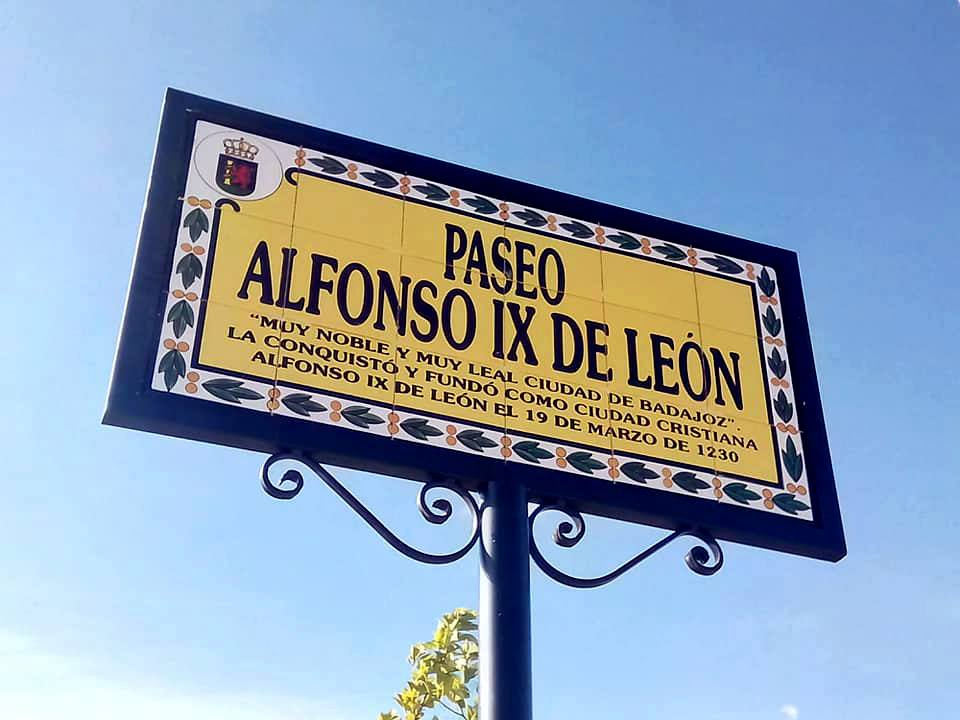 PASEO
ALFONSO IX DE LEÓN
“MUY NOBLE Y MUY LEAL CIUDAD DE BADAJOZ”.
LA CONQUISTÓ Y FUNDÓ COMO CIUDAD CRISTIANA
ALFONSO IX DE LEÓN EL 19 DE MARZO DE 1230